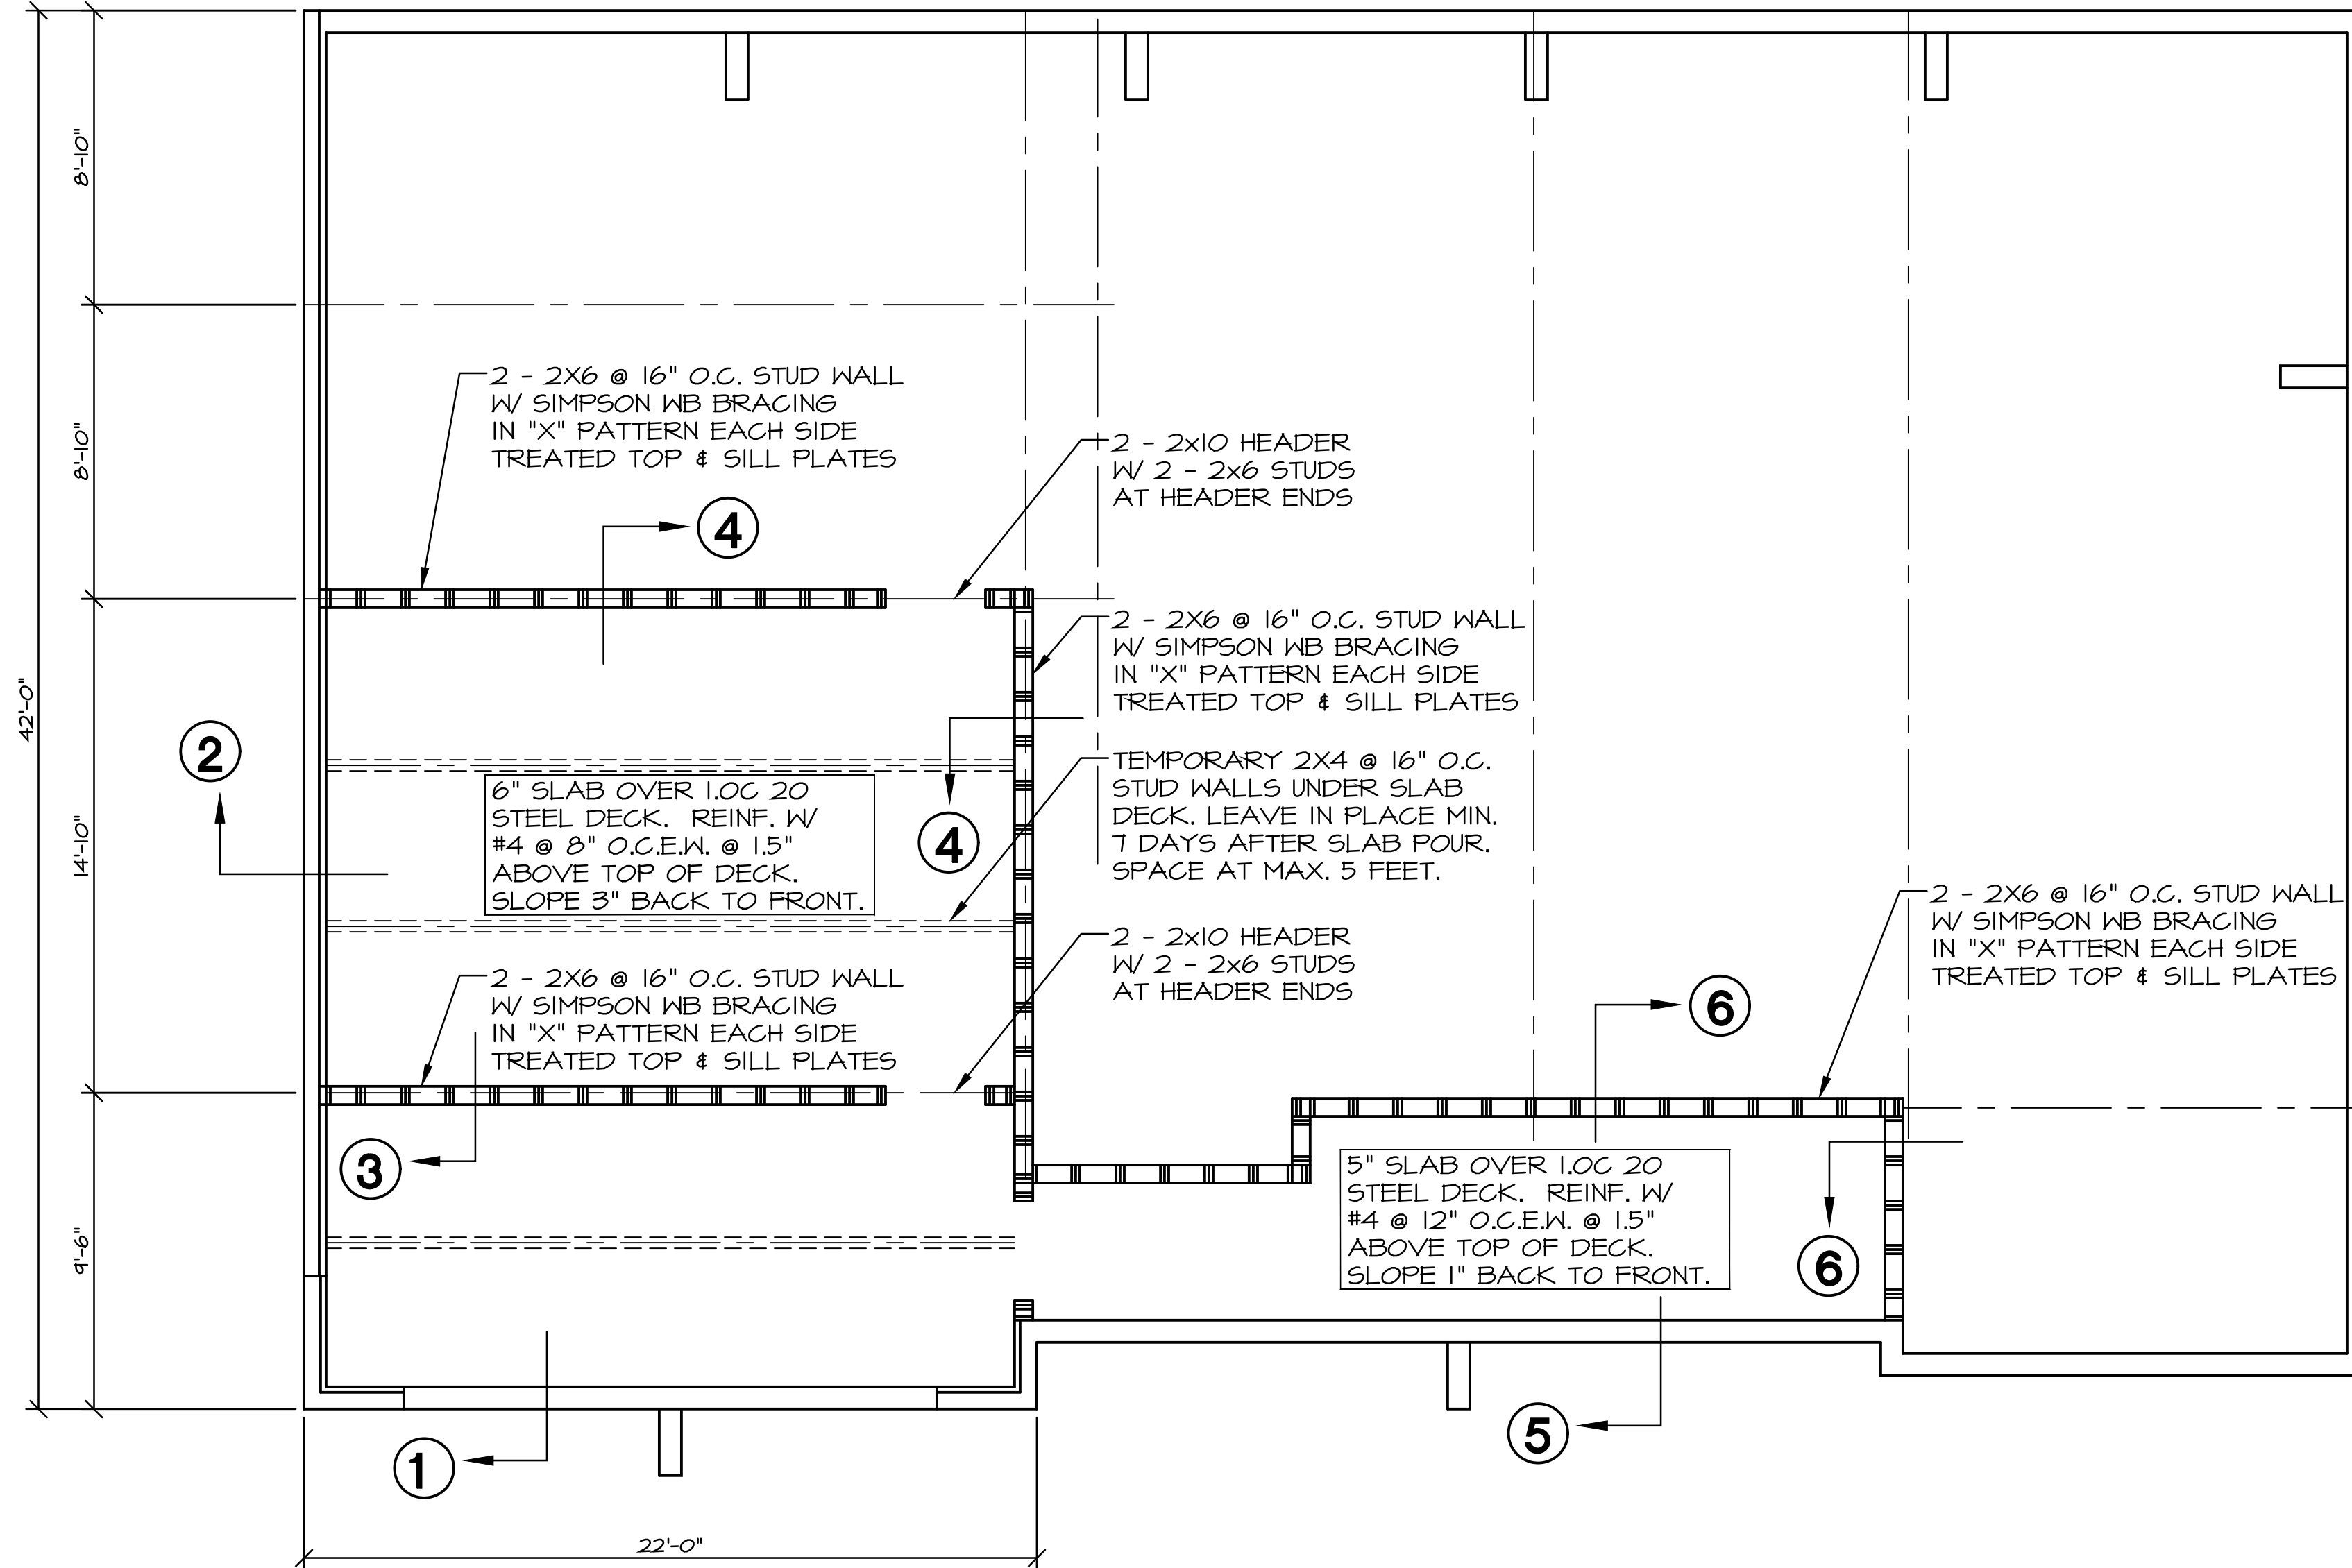 8'-10"
2 - 2X6 @ 16" O.C. STUD WALL
W/ SIMPSON WB BRACING
IN "X" PATTERN EACH SIDE
TREATED TOP & SILL PLATES
8'-10"
2 - 2x10 HEADER
W/ 2 - 2x6 STUDS
AT HEADER ENDS
4
2 - 2X6 @ 16" O.C. STUD WALL
W/ SIMPSON WB BRACING
IN "X" PATTERN EACH SIDE
TREATED TOP & SILL PLATES
42'-0"
2
TEMPORARY 2X4 @ 16" O.C.
STUD WALLS UNDER SLAB
DECK. LEAVE IN PLACE MIN.
7 DAYS AFTER SLAB POUR.
SPACE AT MAX. 5 FEET.
6" SLAB OVER 1.0C 20
STEEL DECK. REINF. W/
#4 @ 8" O.C.E.W. @ 1.5"
ABOVE TOP OF DECK.
SLOPE 3" BACK TO FRONT.
4
14'-10"
2 - 2X6 @ 16" O.C. STUD WALL
W/ SIMPSON WB BRACING
IN "X" PATTERN EACH SIDE
TREATED TOP & SILL PLATES
2 - 2x10 HEADER
W/ 2 - 2x6 STUDS
AT HEADER ENDS
2 - 2X6 @ 16" O.C. STUD WALL
W/ SIMPSON WB BRACING
IN "X" PATTERN EACH SIDE
TREATED TOP & SILL PLATES
6
3
5" SLAB OVER 1.0C 20
STEEL DECK. REINF. W/
#4 @ 12" O.C.E.W. @ 1.5"
ABOVE TOP OF DECK.
SLOPE 1" BACK TO FRONT.
9'-6"
6
5
1
22'-0"